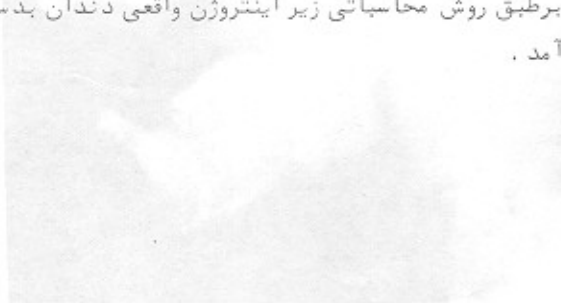 برطبق روش محاسباتی زیر اینتروژن واقعی دندان
آمد .